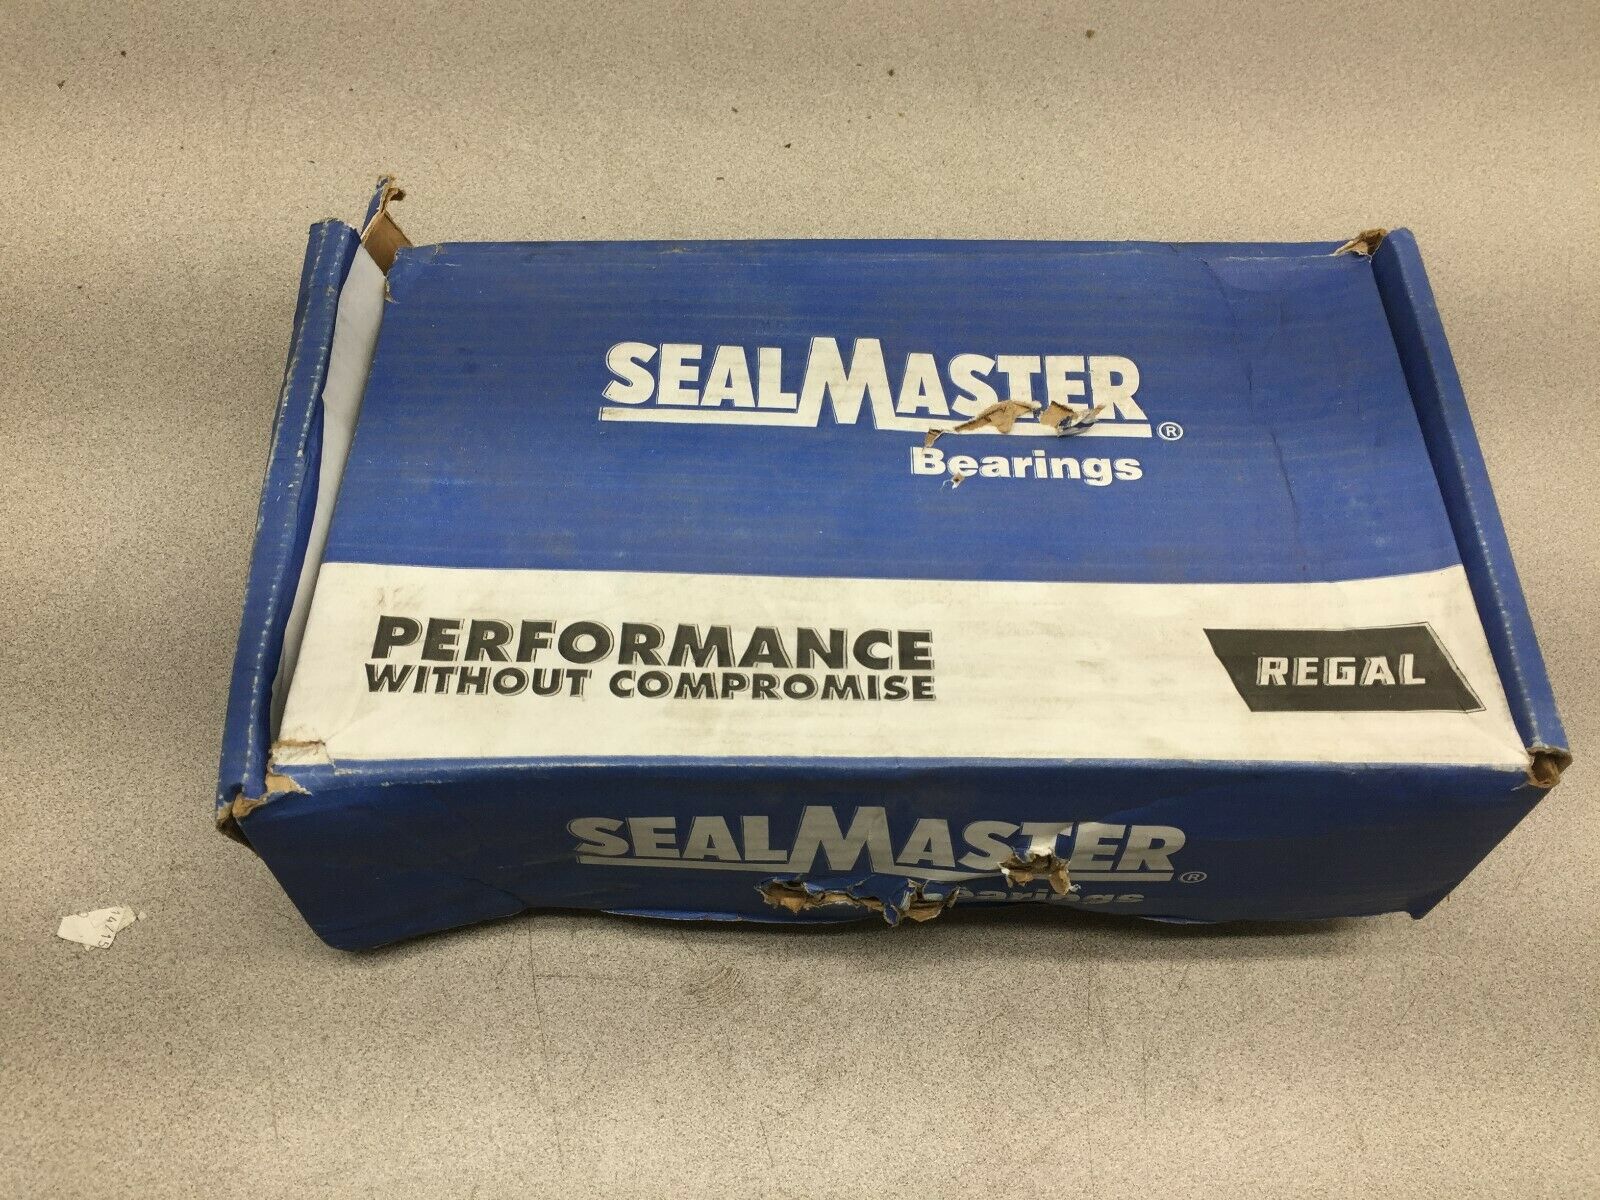 SEALMASTER ®
Bearings
PERFORMANCE
WITHOUT COMPROMISE
REGAL
SEALMASTER ®